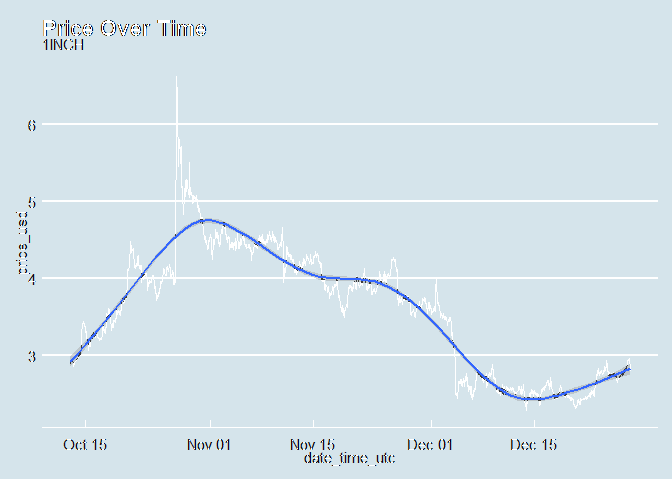 Price Over Time
1INCH
6
5
4
3
price_usd
Oct 15
Nov 01
Nov 15
Dec 01
Dec 15
date_time_utc